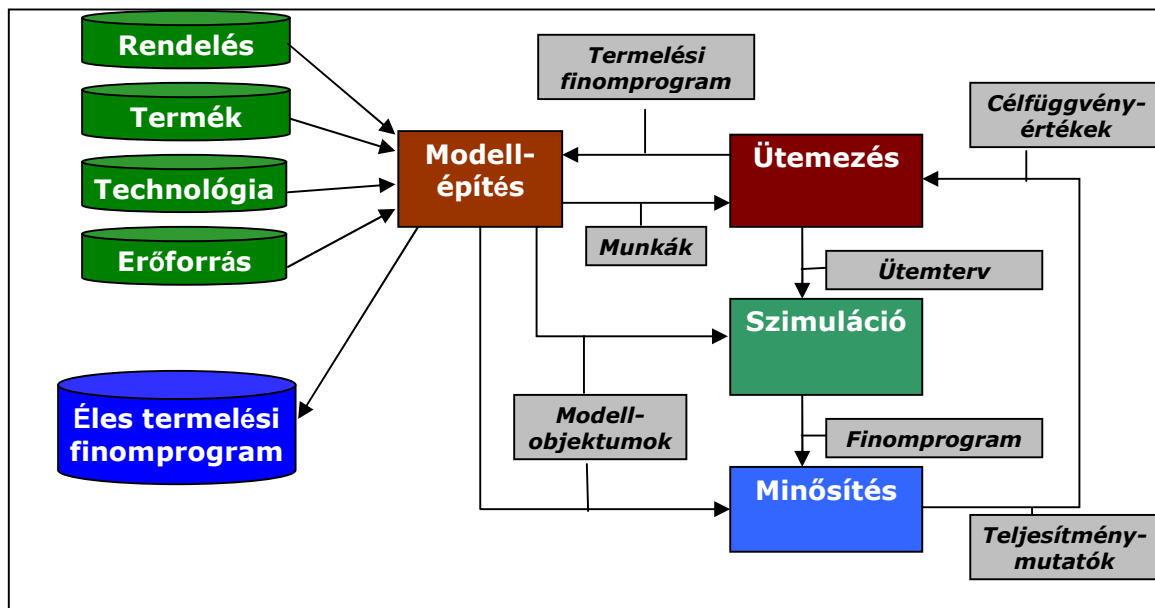 Rendelés
Termék
Technológia
Erőforrás
Éles termelési
finomprogram
Modell-
építés
Termelési
finomprogram
Munkák
Modell-
objektumok
Ütemezés
Ütemterv
Szimuláció
Finomprogram
Minősítés
Célfüggvény-
értékek
Teljesítmény-
mutatók